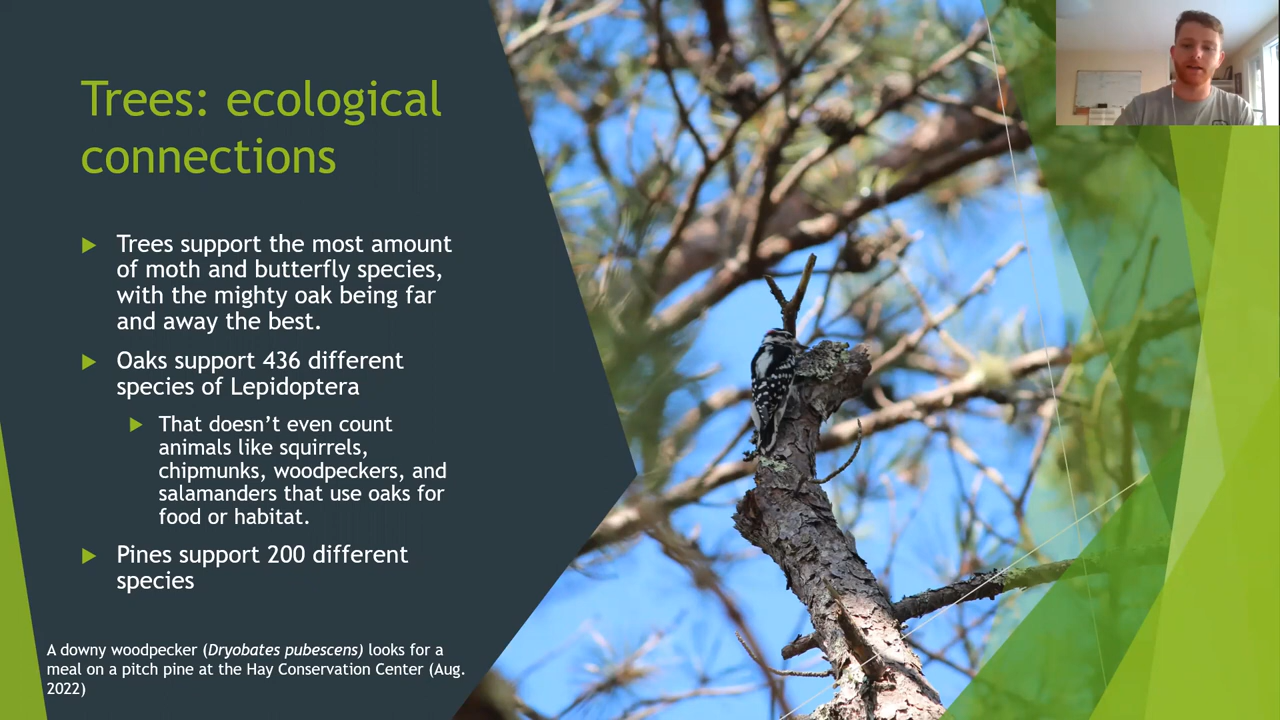 Trees: ecological
connections
Trees support the most amount
of moth and butterfly species,
with the mighty oak being far
and away the best.
Oaks support 436 different
species of Lepidoptera
That doesn’t even count
animals like squirrels,
chipmunks, woodpeckers, and
salamanders that use oaks for
food or habitat.
Pines support 200 different
species
A downy woodpecker (Dryobates pubescens) looks for a
meal on a pitch pine at the Hay Conservation Center (Aug.
2022)